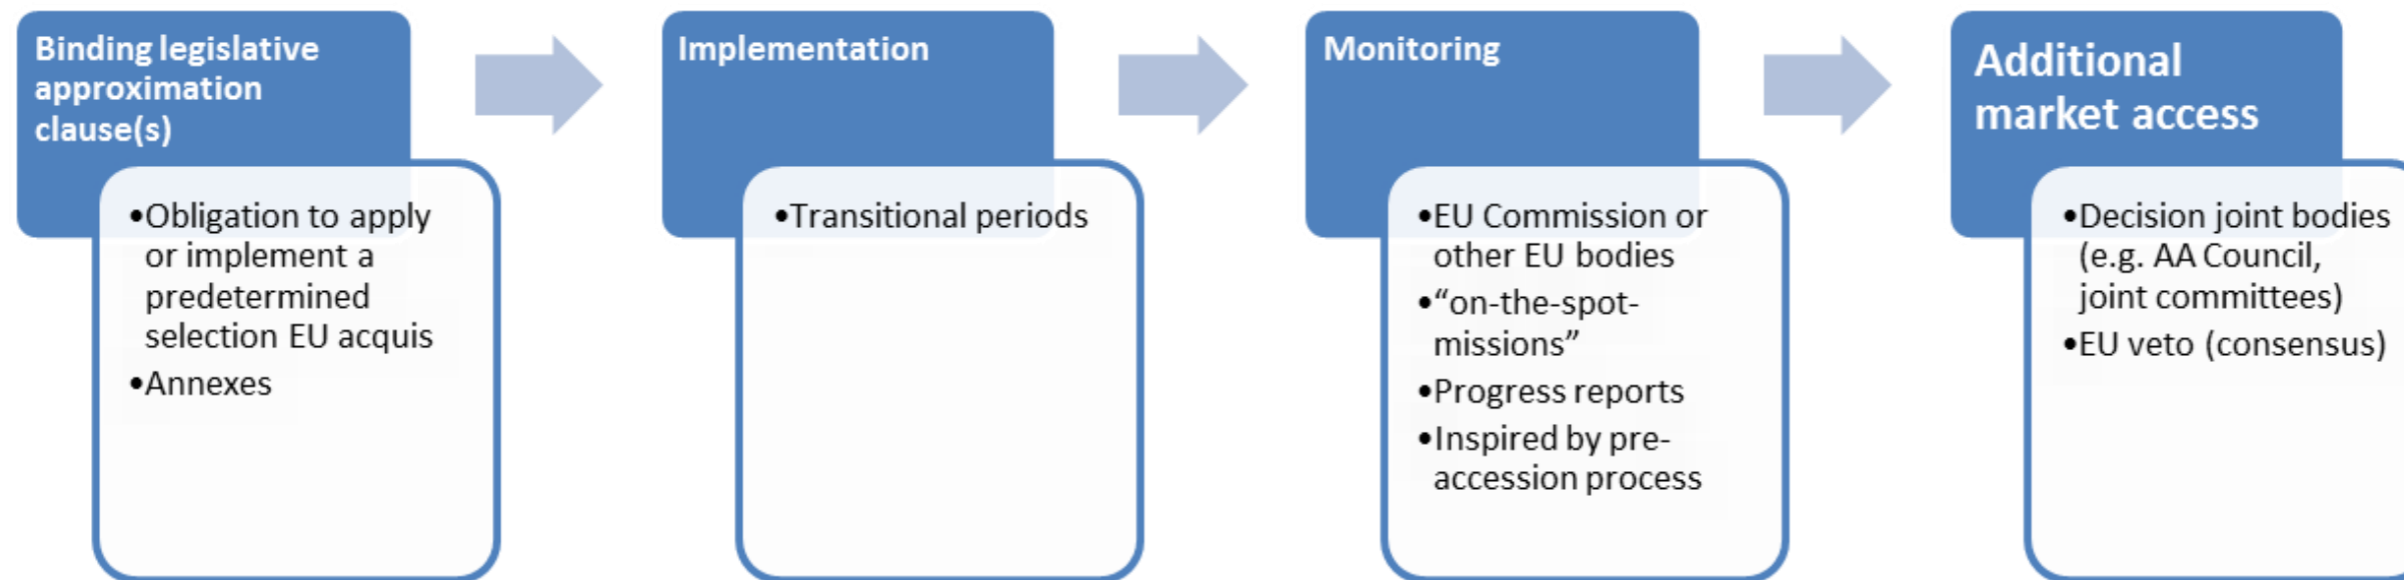 Binding legislative
approximation
clause(s)
•Obligation to apply
or implement a
predetermined
selection EU acquis
•Annexes
Implementation
•Transitional periods
Monitoring
•EU Commission or
other EU bodies
•“on-the-spot-
missions”
•Progress reports
•Inspired by pre-
accession process
Additional
market access
•Decision joint bodies
(e.g. AA Council,
joint committees)
•EU veto (consensus)